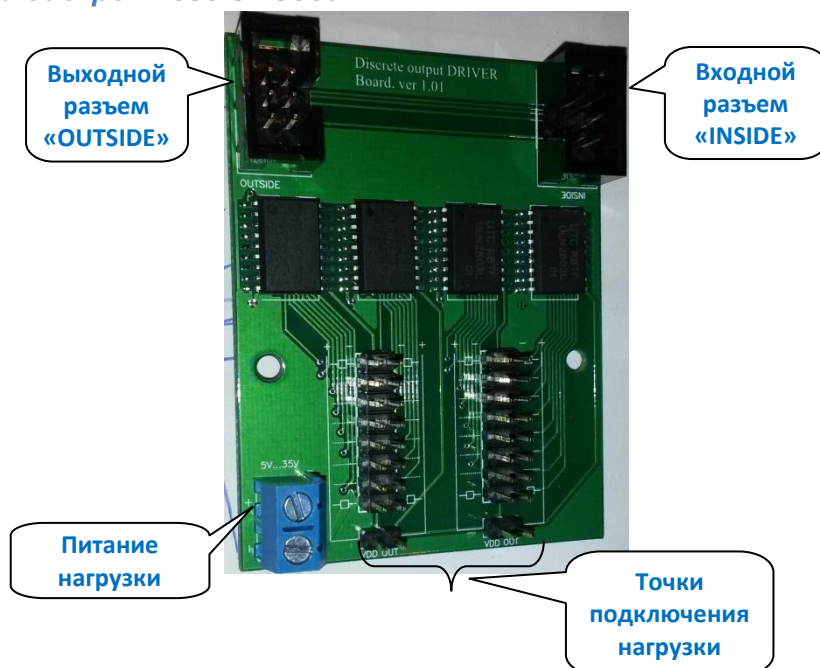 Выходной
разъем
«OUTSIDE»
Discrete output DRIVER
Board. ver 1.01
Входной
разъем
«INSIDE»
OUTSIDE
INSIDE
5V...35V
VDD OUT
VDD OUT
Питание
нагрузки
Точки
подключения
нагрузки